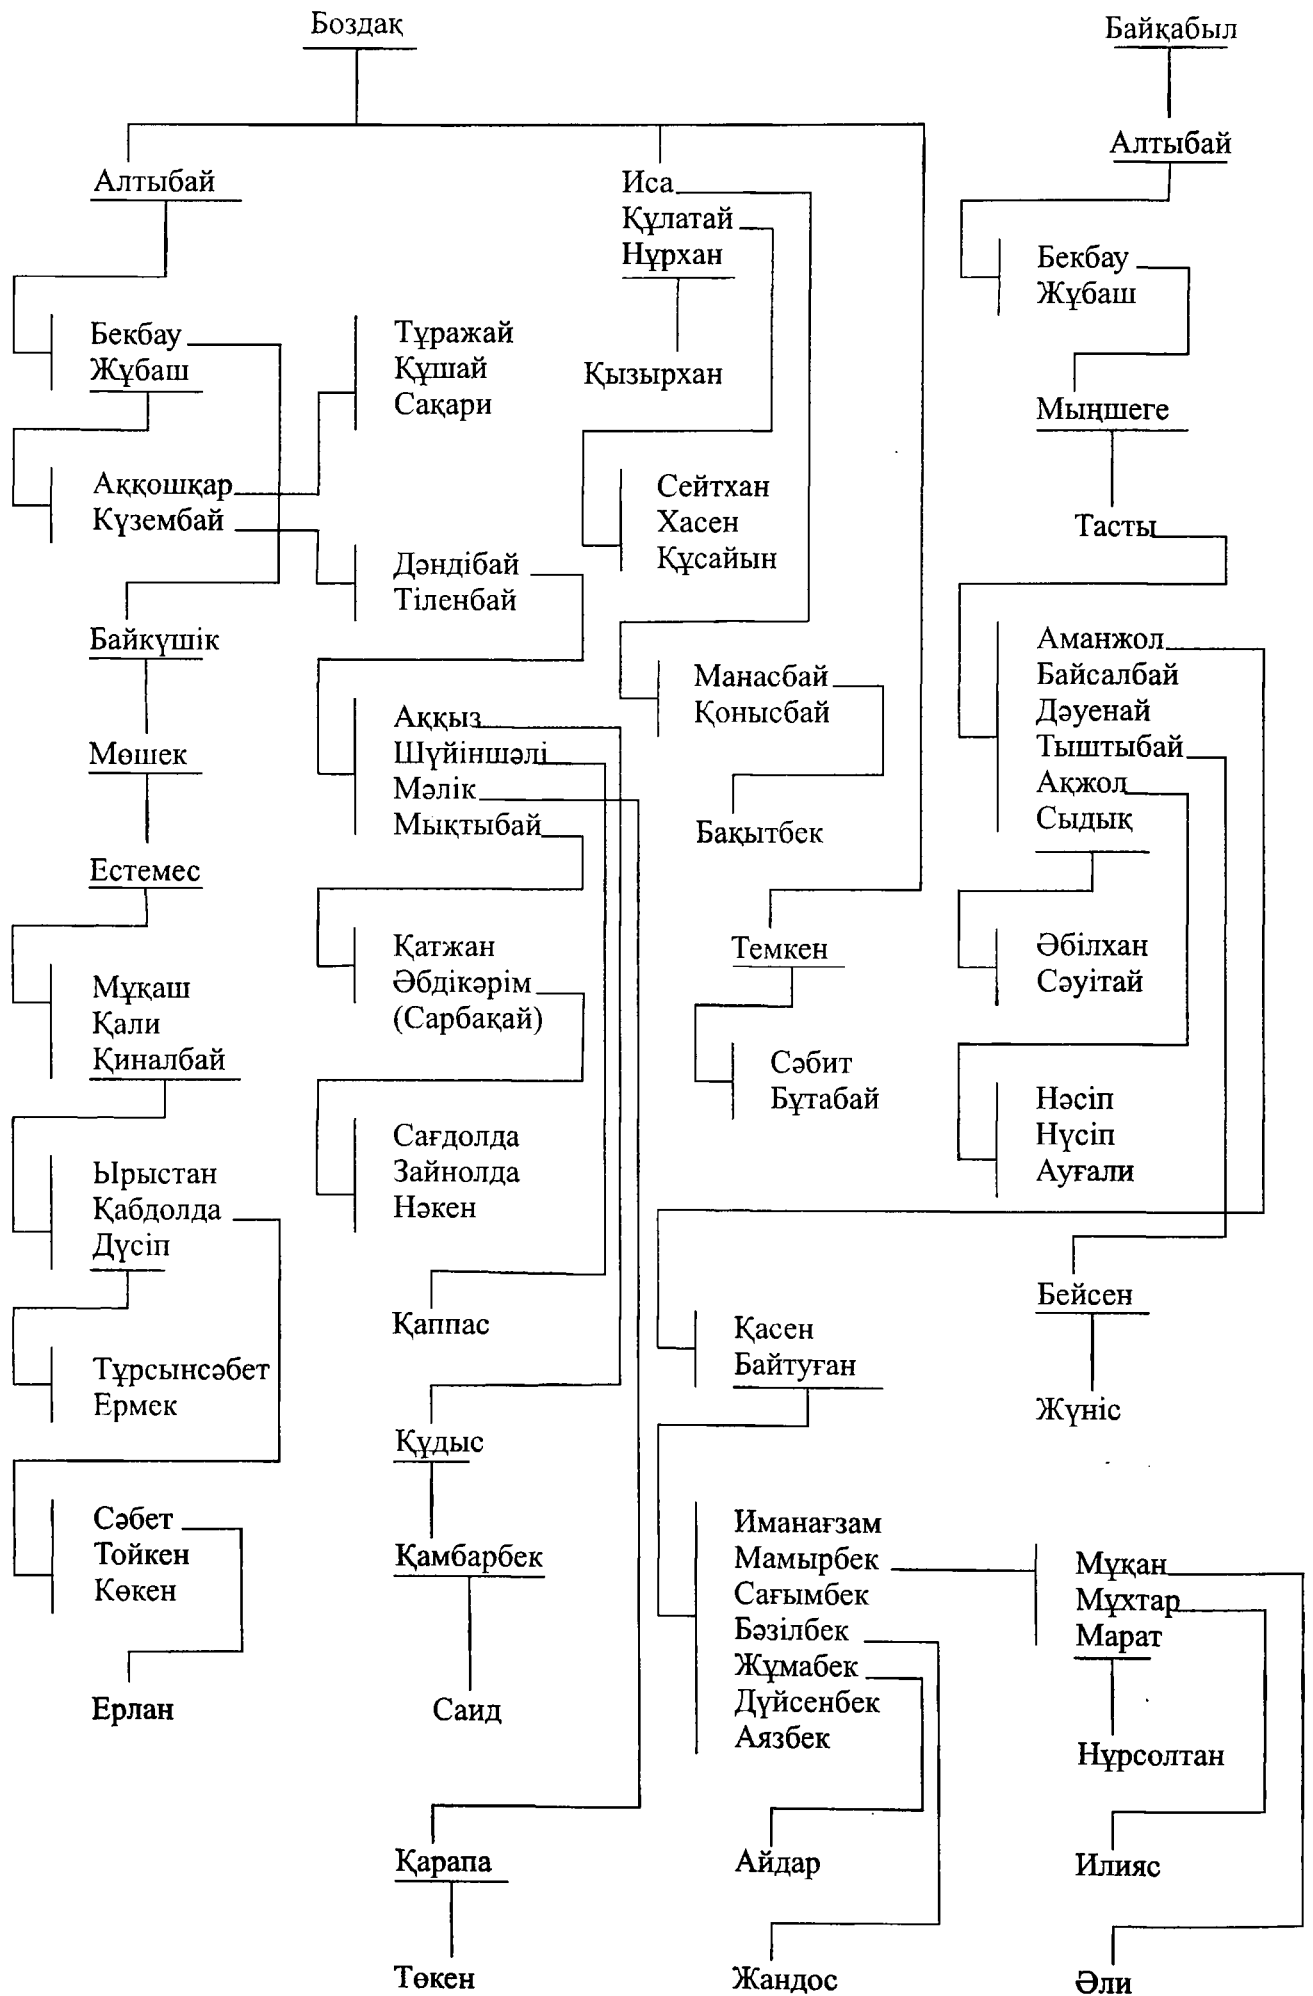 Боздақ
Байқабыл
Алтыбай
Алтыбай
Иса
Құлатай
Нұрхан
Бекбау
Жұбаш
Бекбау
Жұбаш
Тұражай
Құшай
Сақари
Қызырхан
Мыңшеге
Аққошқар
Күзембай
Сейтхан
Хасен
Құсайын
Тасты
Дәндібай
Тіленбай
Байкүшік
Аманжол
Байсалбай
Дәуенай
Тыштыбай
Ақжол
Сыдық
Манасбай
Қонысбай
Аққыз
Шүйіншәлі
Мәлік
Мықтыбай
Мөшек
Бақытбек
Естемес
Қатжан
Әбдікәрім
(Сарбақай)
Темкен
Әбілхан
Сәуітай
Мұқаш
Қали
Қиналбай
Сәбит
Бұтабай
Нәсіп
Нүсіп
Ауғали
Сағдолда
Зайнолда
Нәкен
Ырыстан
Қабдолда
Дүсіп
Бейсен
Қаппас
Қасен
Байтуған
Тұрсынсәбет
Ермек
Жүніс
Құдыс
Сәбет
Тойкен
Көкен
Қамбарбек
Иманағзам
Мамырбек
Сағымбек
Бәзілбек
Жұмабек
Дүйсенбек
Аязбек
Мұқан
Мұхтар
Марат
Ерлан
Саид
Нұрсолтан
Қарапа
Айдар
Илияс
Төкен
Жандос
Әли